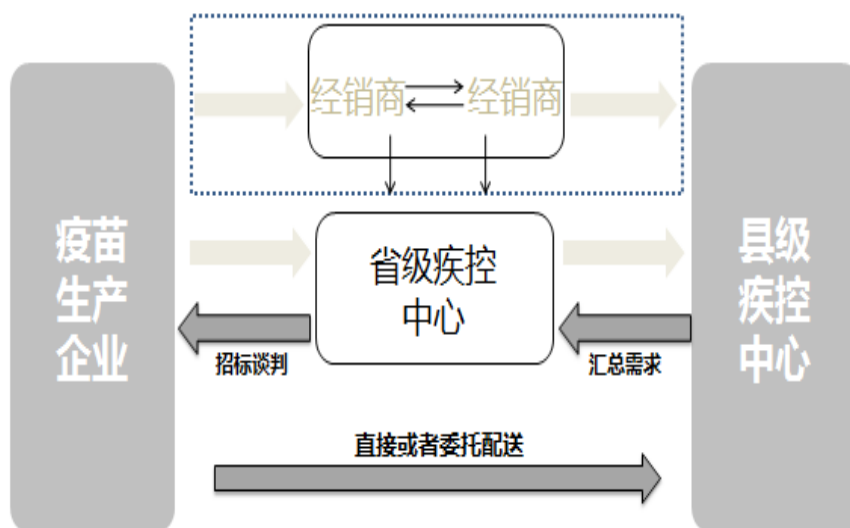 经销商
经销商
疫苗
生产
企业
省级疾控
中心
县级
疾控
中心
招标谈判
汇总需求
直接或者委托配送